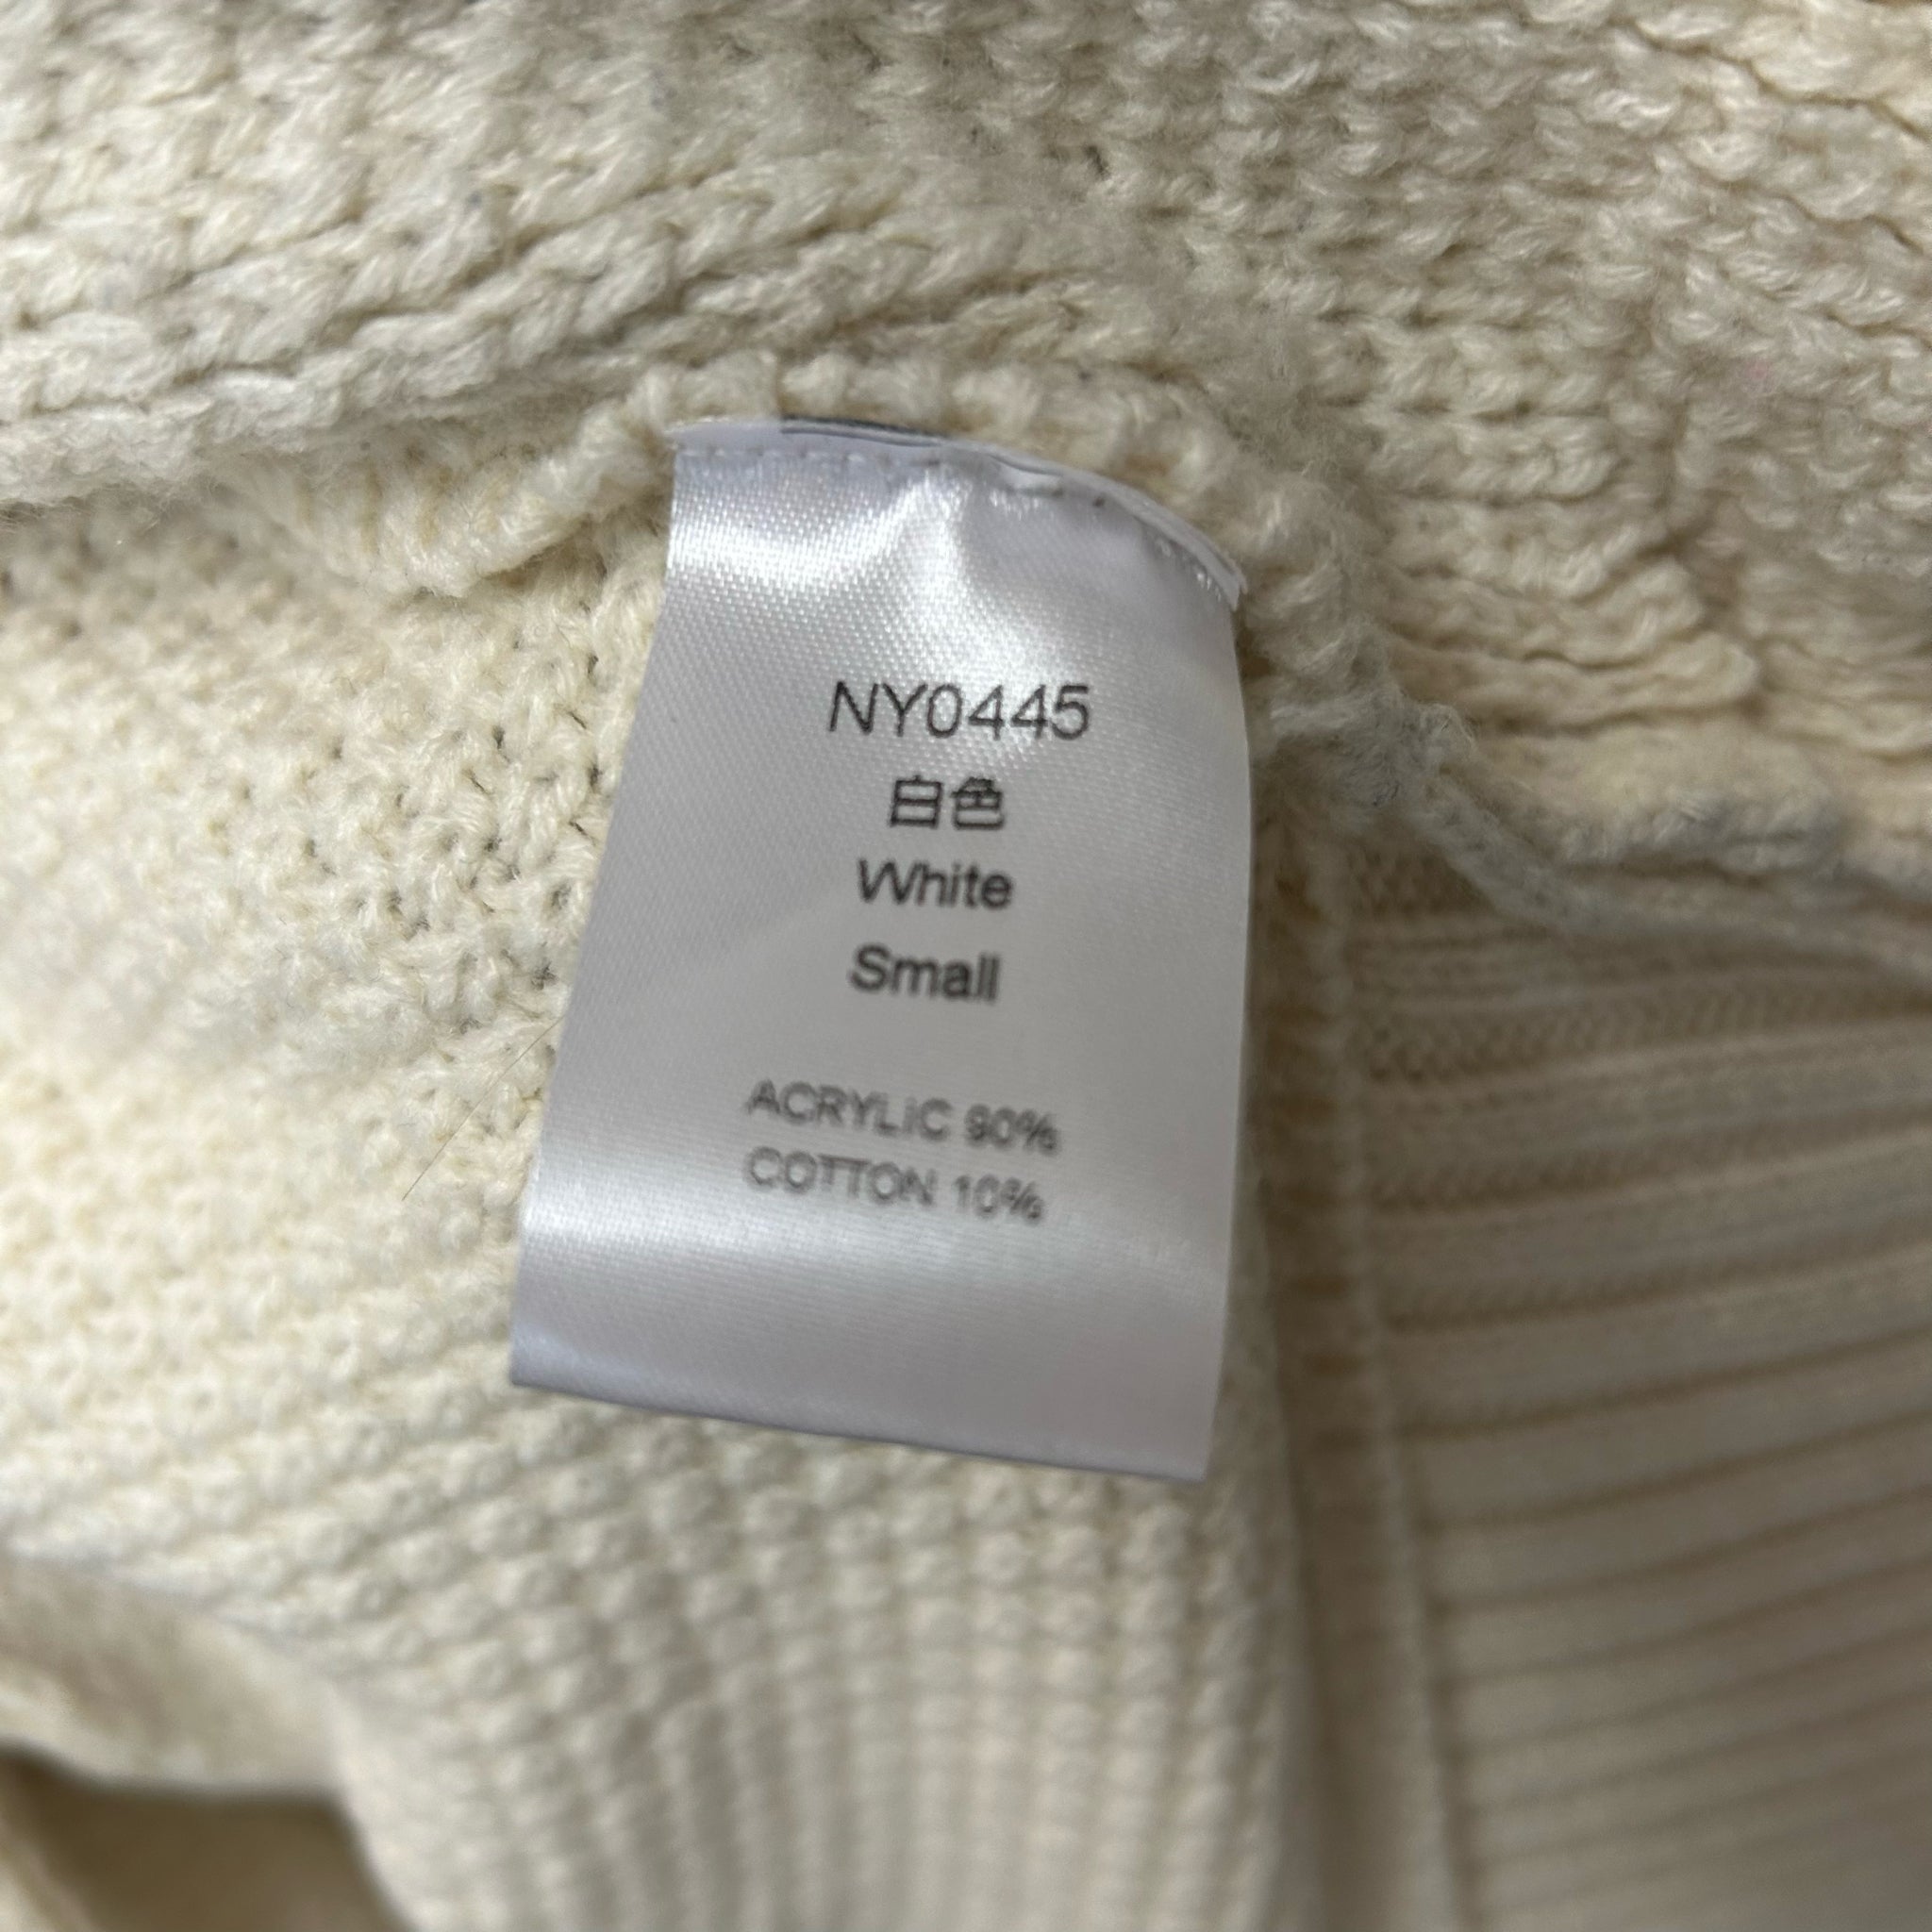 NY0445
白色
White
Small
ACRYLiC 90%
COTTON 10%